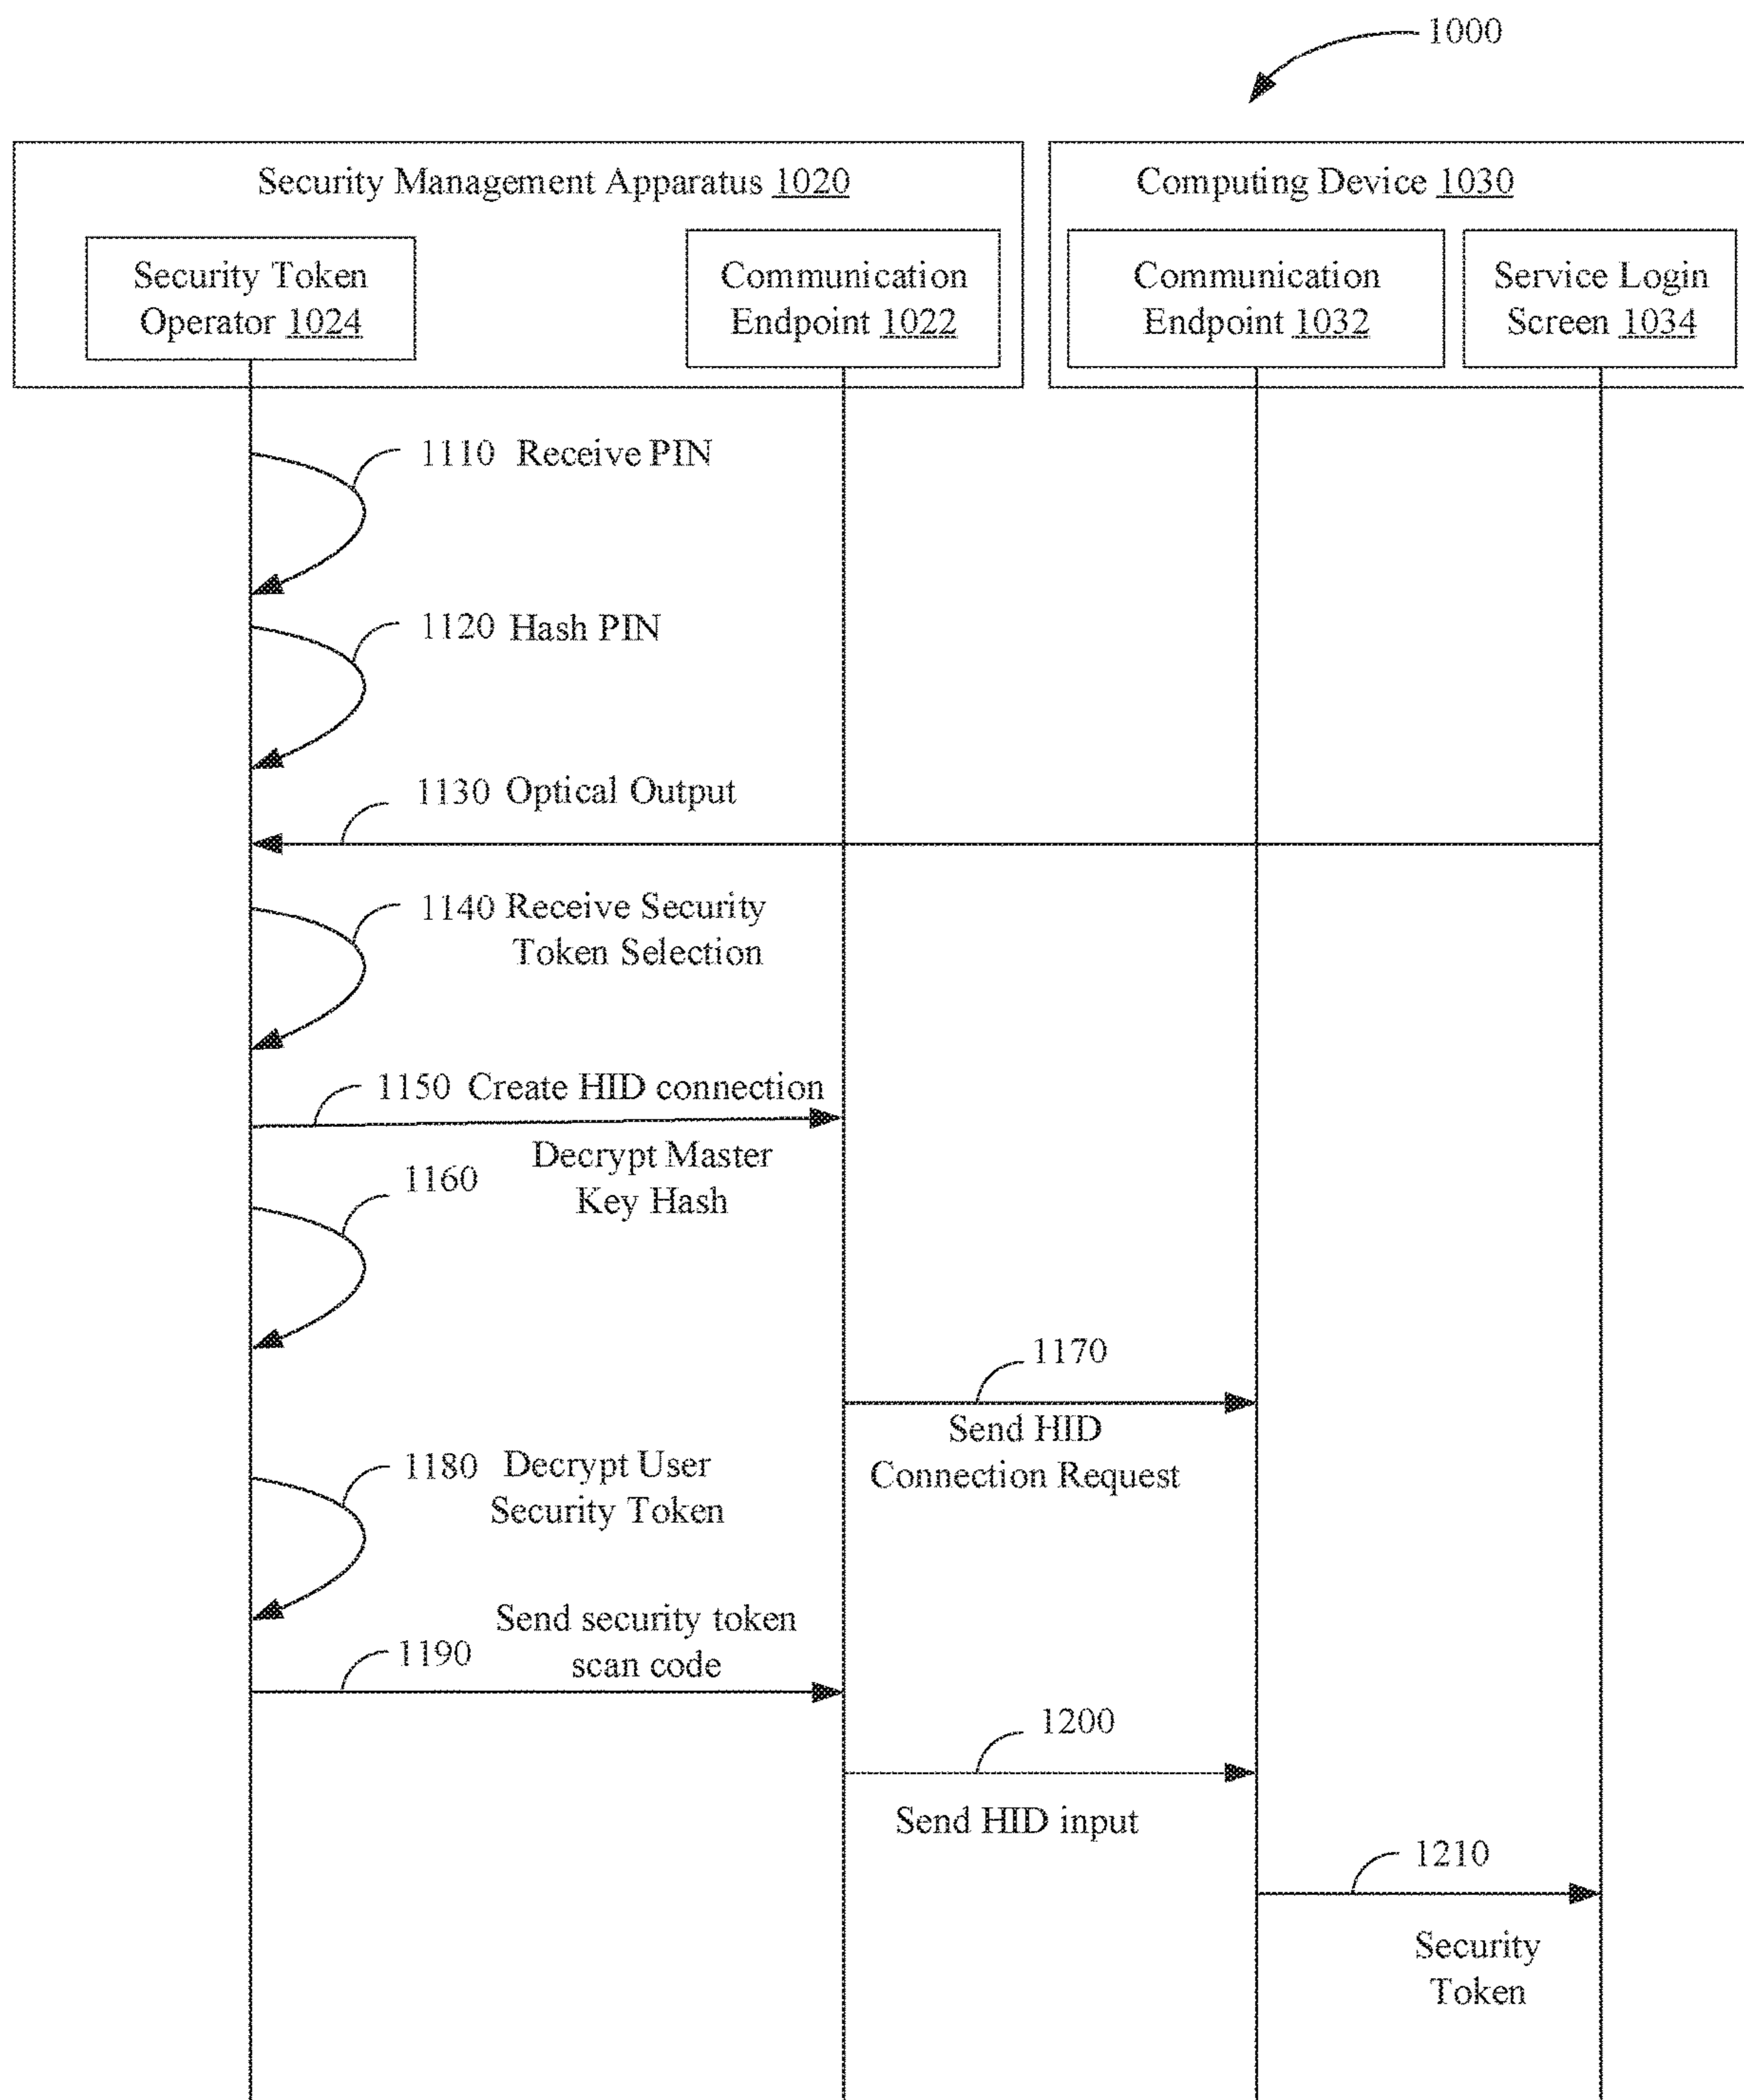 1000
Security Management Apparatus 1020
Computing Device 1030
Security Token
Operator 1024
Communication
Endpoint 1022
Communication
Endpoint 1032
Service Login
Screen 1034
1110 Receive PIN
1120 Hash PIN
1130 Optical Output
1140 Receive Security
Token Selection
1150 Create HID connection
1160
Decrypt Master
Key Hash
1170
Send HID
Connection Request
1180 Decrypt User
Security Token
1190
Send security token
scan code
1200
Send HID input
1210
Security
Token